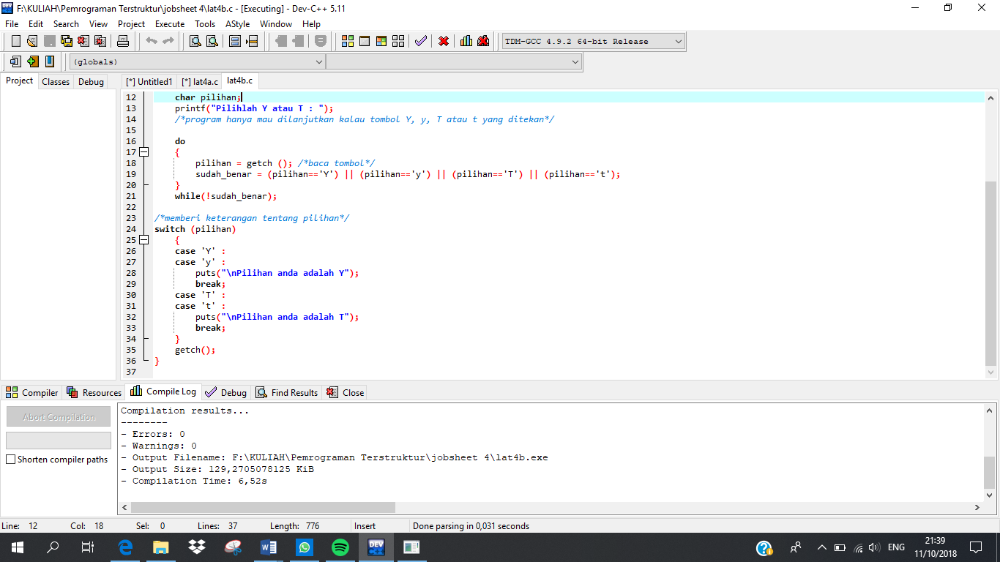 F:\KULIAH\Pemrograman Terstruktur\jobsheet 4\lat4b.c - [Executing] - Dev-C++ 5.11
File Edit Search View Project Execute Tools AStyle Window Help
TDM-GCC 4.9.2 64-bit Release
(globals)
Project Classes Debug [*] Untitled1 [*] lat4a.c lat4b.c
12 char pilihan;
13 printf("Pilihlah Y atau T : ");
14 /*program hanya mau dilanjutkan kalau tombol Y, y, T atau t yang ditekan*/
15
16 do
17 {
18 pilihan = getch (); /*baca tombol*/
19 sudah_benar = (pilihan=='Y') || (pilihan=='y') || (pilihan=='T') || (pilihan=='t');
20 }
21 while(!sudah_benar);
22
23 /*memberi keterangan tentang pilihan*/
24 switch (pilihan)
25 {
26 case 'Y' :
27 case 'y' :
28 puts("\nPilihan anda adalah Y");
29 break;
30 case 'T' :
31 case 't' :
32 puts("\nPilihan anda adalah T");
33 break;
34 }
35 getch();
36 }
37
Compiler Resources Compile Log Debug Find Results Close
Abort Compilation
Shorten compiler paths
Compilation results...
--------
- Errors: 0
- Warnings: 0
- Output Filename: F:\KULIAH\Pemrograman Terstruktur\jobsheet 4\lat4b.exe
- Output Size: 129,2705078125 KiB
- Compilation Time: 6,52s
Line: 12 Col: 18 Sel: 0 Lines: 37 Length: 776 Insert Done parsing in 0,031 seconds
DEV
ENG
21:39
11/10/2018